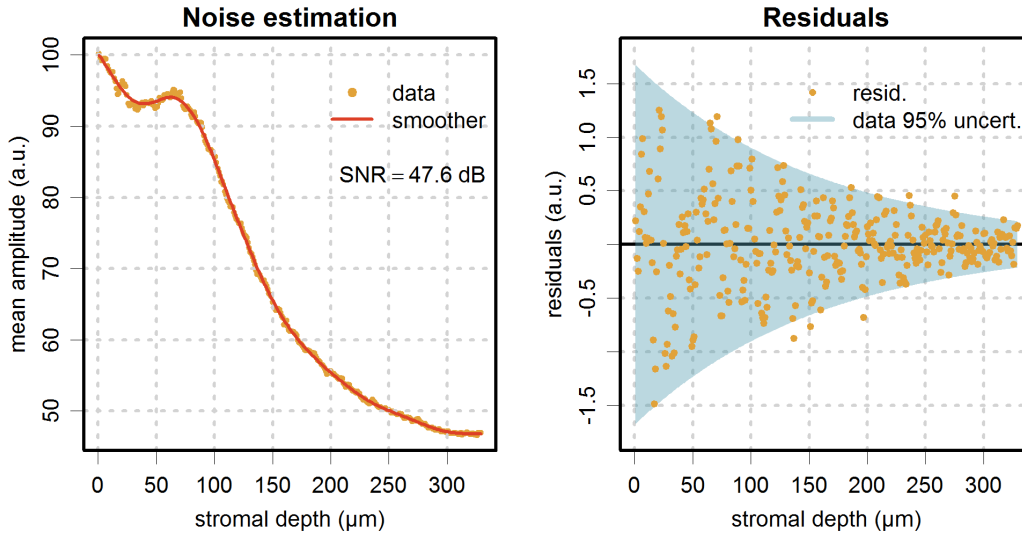 Noise estimation
mean amplitude (a.u.)
100
90
80
70
60
50
data
smoother
SNR = 47.6 dB
0 50 100 150 200 250 300
stromal depth (µm)
Residuals
residuals (a.u.)
1.5
1.0
0.5
0.0
-0.5
-1.5
resid.
data 95% uncert.
0 50 100 150 200 250 300
stromal depth (µm)